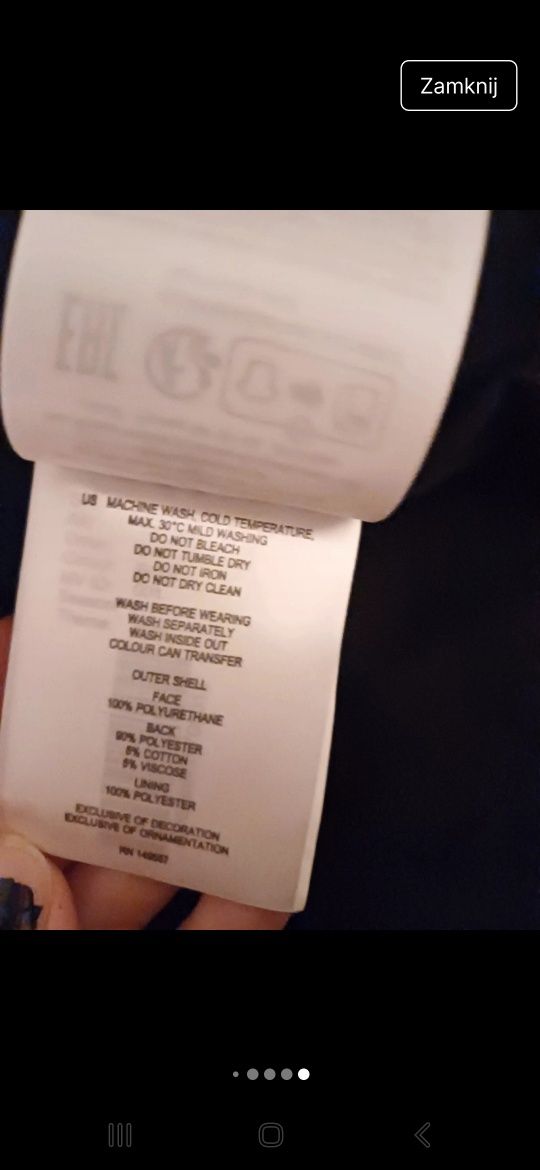 Zamknij
EAC
US MACHINE WASH, COLD TEMPERATURE,
MAX. 30°C MILD WASHING
DO NOT BLEACH
DO NOT TUMBLE DRY
DO NOT IRON
DO NOT DRY CLEAN
WASH BEFORE WEARING
WASH SEPARATELY
WASH INSIDE OUT
COLOUR CAN TRANSFER
OUTER SHELL
FACE
100% POLYURETHANE
BACK
90% POLYESTER
5% COTTON
5% VISCOSE
LINING
100% POLYESTER
EXCLUSIVE OF DECORATION
EXCLUSIVE OF ORNAMENTATION
RN